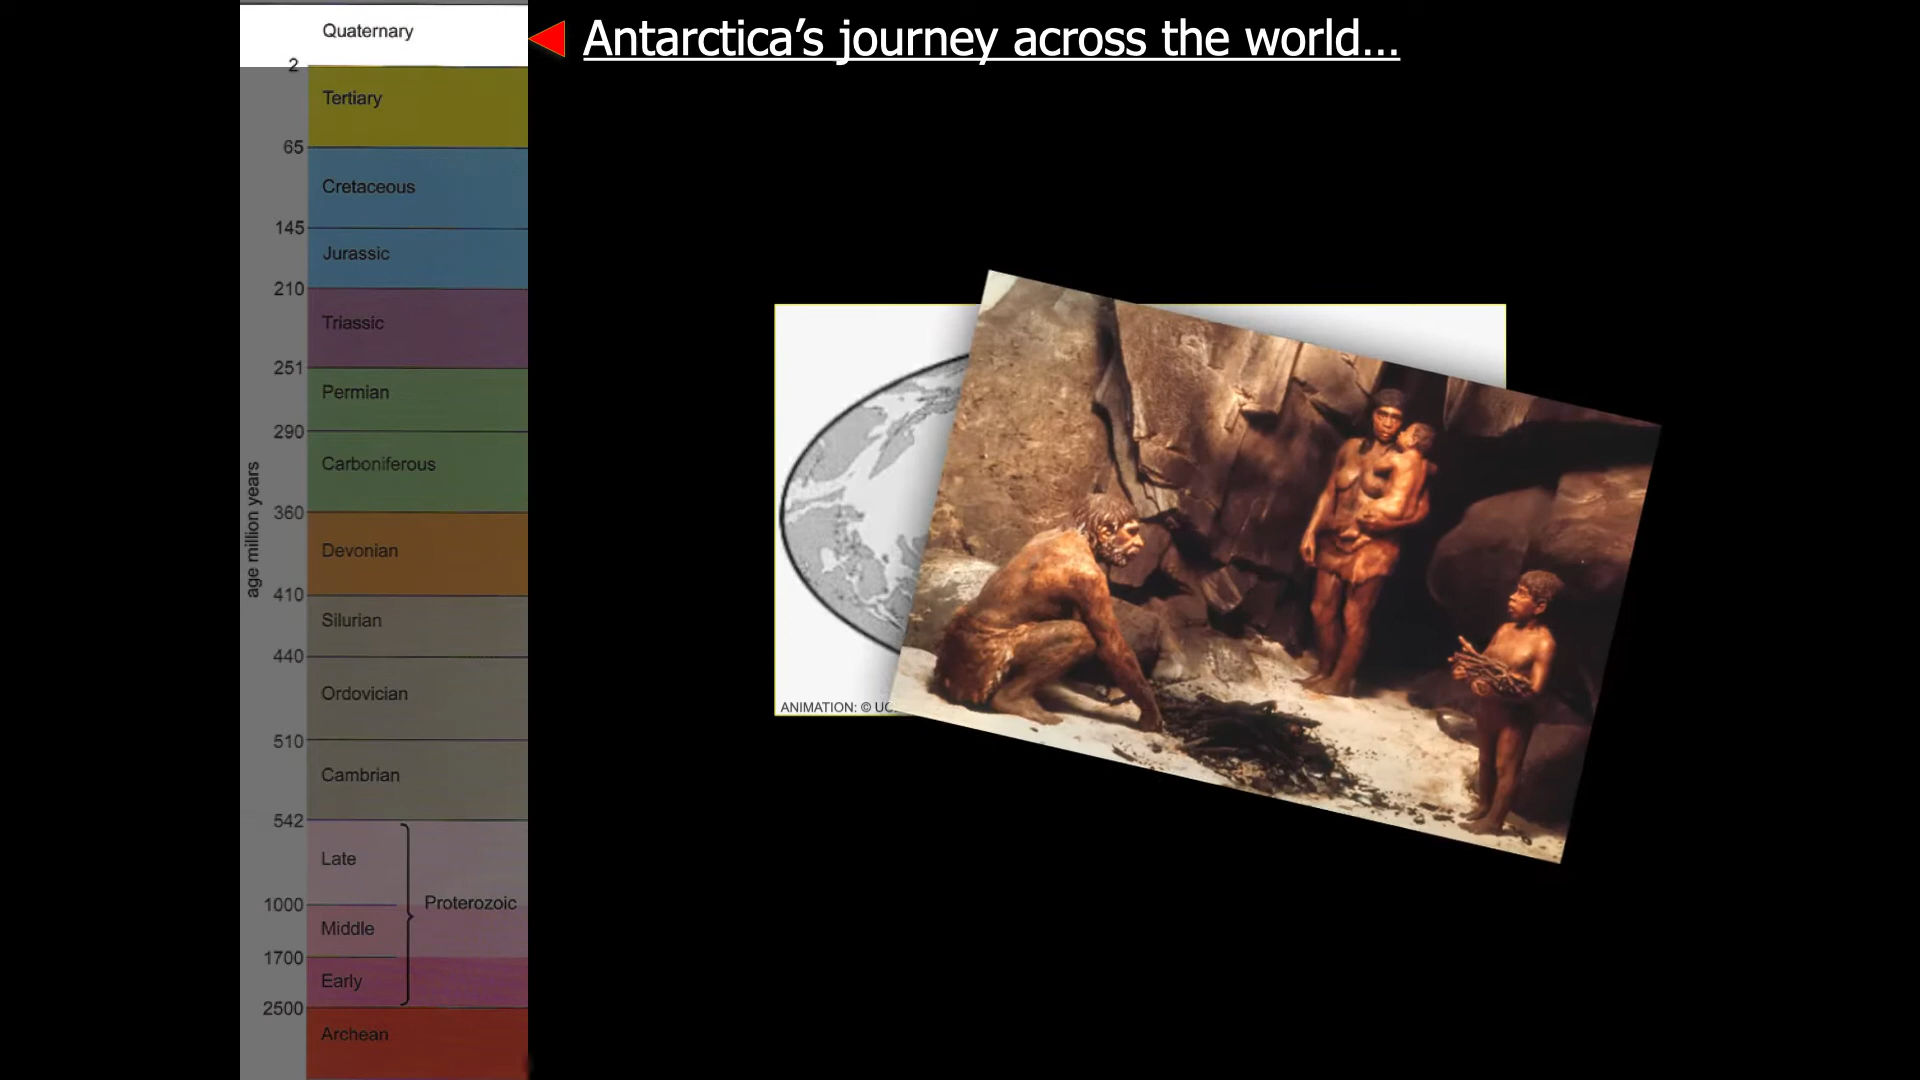 Antarctica's journey across the world...
Quaternary
2
Tertiary
65
Cretaceous
145
Jurassic
210
Triassic
251
Permian
290
Carboniferous
360
Devonian
410
Silurian
440
Ordovician
510
Cambrian
542
Late
1000
Proterozoic
Middle
1700
Early
2500
Archean
age million years
ANIMATION: ©